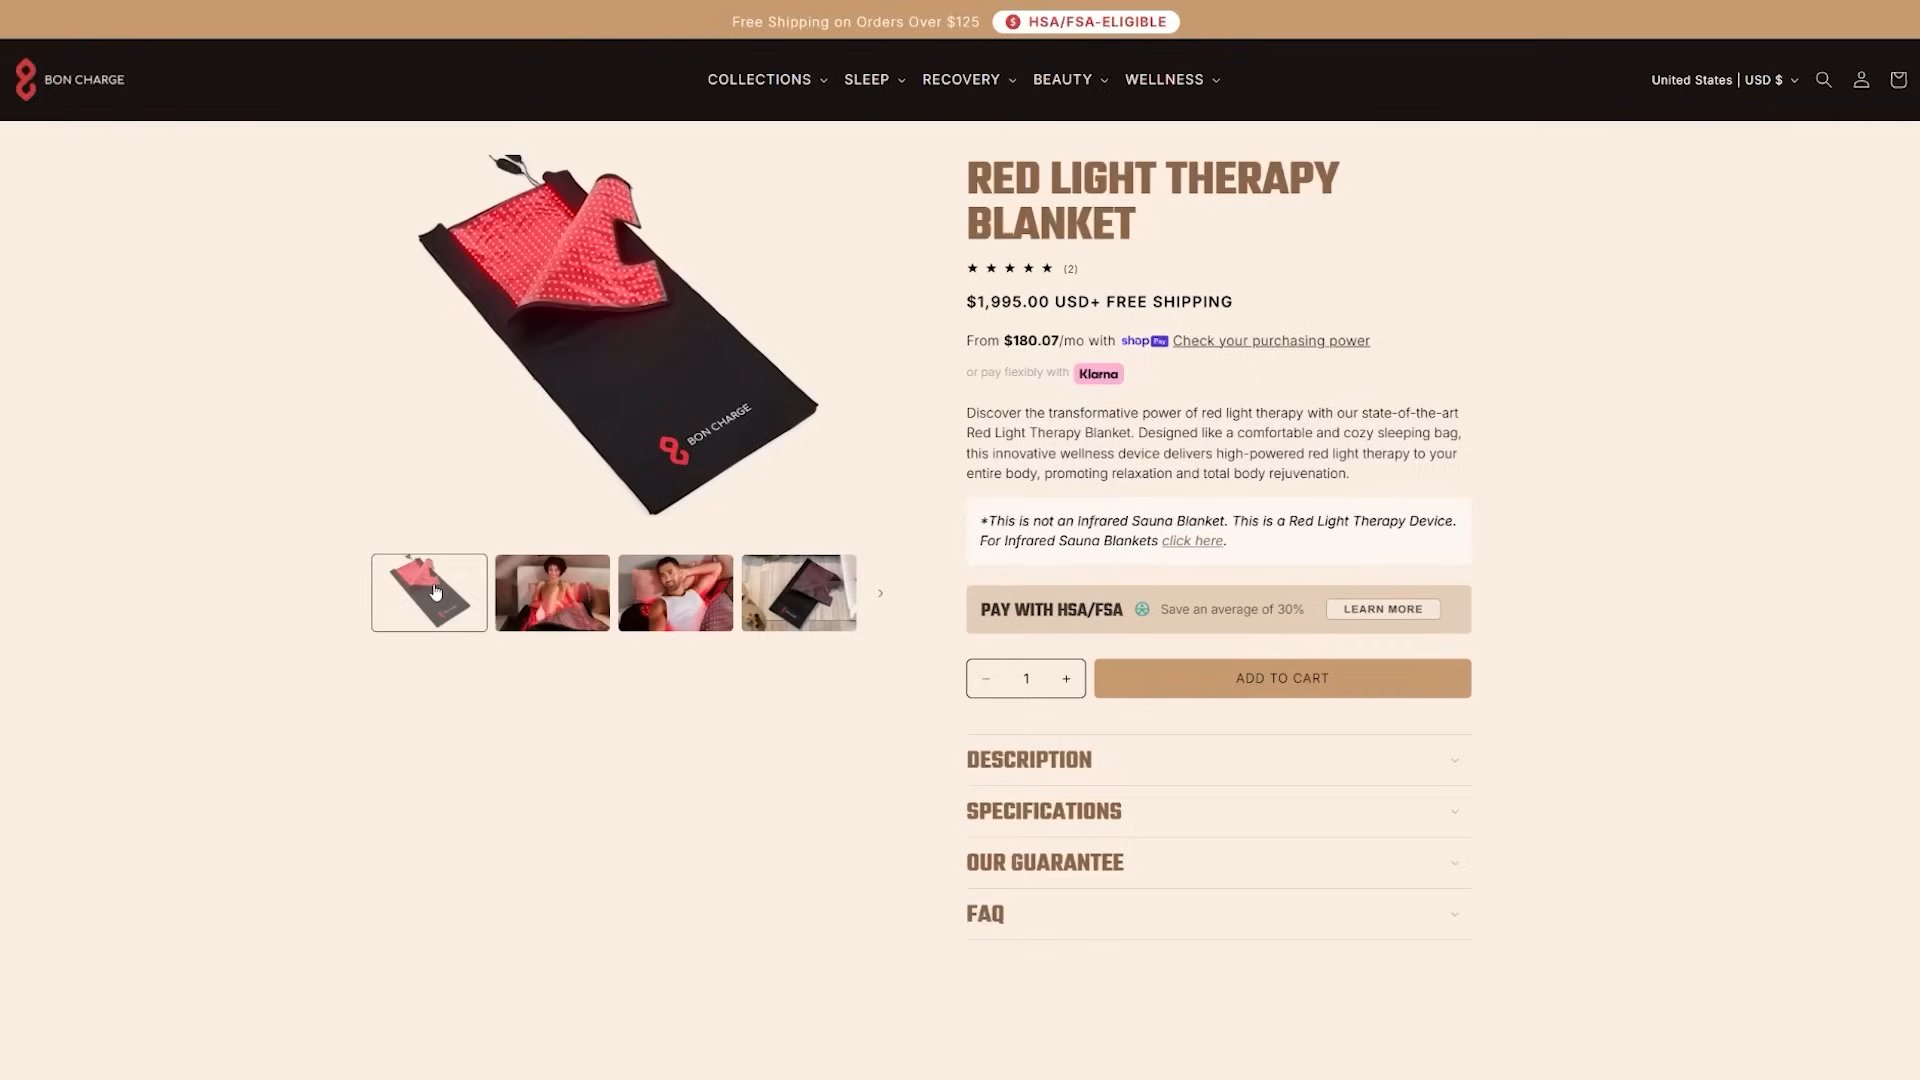 Free Shipping on Orders Over $125
HSA/FSA-ELIGIBLE
BON CHARGE
COLLECTIONS
SLEEP
RECOVERY
BEAUTY
WELLNESS
United States | USD $
BON CHARGE
RED LIGHT THERAPY
BLANKET
(2)
$1,995.00 USD+ FREE SHIPPING
From $180.07/mo with shop Pay Check your purchasing power
or pay flexibly with Klarna
Discover the transformative power of red light therapy with our state-of-the-art
Red Light Therapy Blanket. Designed like a comfortable and cozy sleeping bag,
this innovative wellness device delivers high-powered red light therapy to your
entire body, promoting relaxation and total body rejuvenation.
*This is not an Infrared Sauna Blanket. This is a Red Light Therapy Device.
For Infrared Sauna Blankets click here.
PAY WITH HSA/FSA
Save an average of 30%
LEARN MORE
− 1 +
ADD TO CART
DESCRIPTION
SPECIFICATIONS
OUR GUARANTEE
FAQ